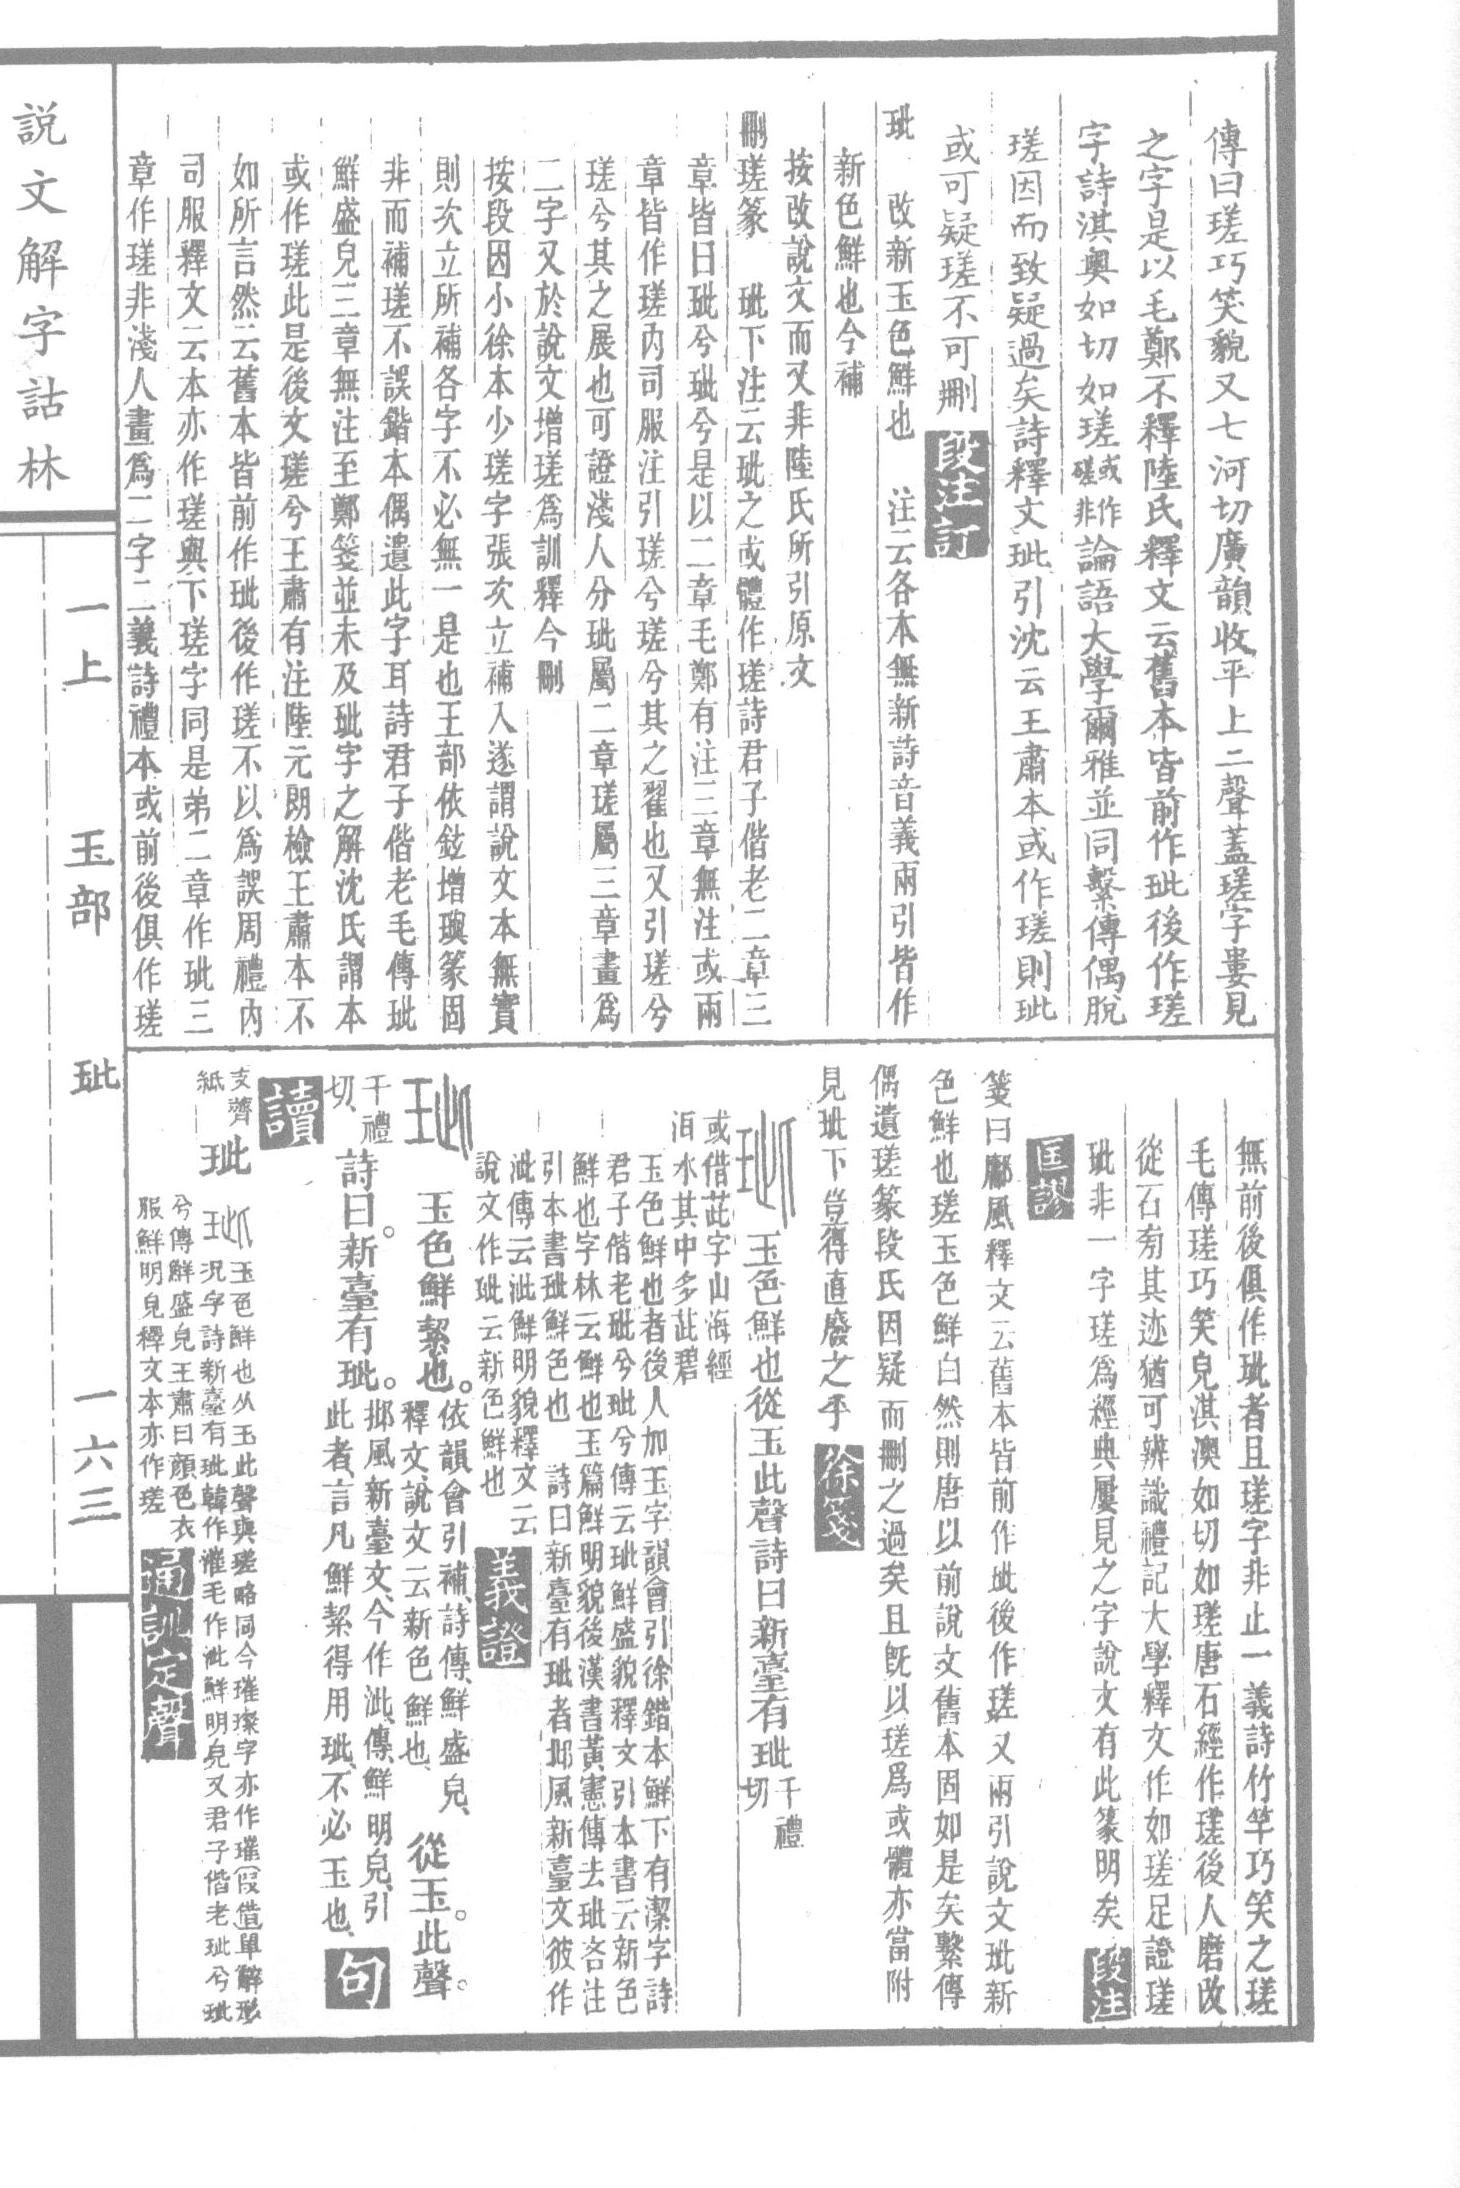 說文解字詁林
一上
玉部
玼
一六三
傳曰瑳巧笑貌又七河切廣韻收平上二聲蓋瑳字婁見
之字是以毛鄭不釋陸氏釋文云舊本皆前作玼後作瑳
字詩淇奧如切如瑳或作磋非論語大學爾雅並同繫傳偶脫
瑳因而致疑過矣詩釋文玼引沈云王肅本或作瑳則玼
或可疑瑳不可刪 段注訂
玼 改新玉色鮮也 注云各本無新詩音義兩引皆作
新色鮮也今補
按改說文而又非陸氏所引原文
刪瑳篆 玼下注云玼之或體作瑳詩君子偕老二章三
章皆曰玼兮玼兮是以二章毛鄭有注三章無注或兩
章皆作瑳內司服注引瑳兮瑳兮其之翟也又引瑳兮
瑳兮其之展也可證淺人分玼屬二章瑳屬三章畫爲
二字又於說文增瑳爲訓釋今刪
按段因小徐本少瑳字張次立補入遂謂說文本無實
則次立所補各字不必無一是也王部依鉉增璵篆固
非而補瑳不誤鍇本偶遺此字耳詩君子偕老毛傳玼
鮮盛皃三章無注至鄭箋並未及玼字之解沈氏謂本
或作瑳此是後文瑳兮王肅有注陸元朗檢王肅本不
如所言然云舊本皆前作玼後作瑳不以爲誤周禮內
司服釋文云本亦作瑳與下瑳字同是弟二章作玼三
章作瑳非淺人畫爲二字二義詩禮本或前後俱作瑳
無前後俱作玼者且瑳字非止一義詩竹竿巧笑之瑳
毛傳瑳巧笑皃淇澳如切如瑳唐石經作瑳後人磨改
從石旁其迹猶可辨識禮記大學釋文作如瑳足證瑳
玼非一字瑳爲經典屢見之字說文有此篆明矣 段注
匡謬
箋曰鄘風釋文云舊本皆前作玼後作瑳又兩引說文玼新
色鮮也瑳玉色鮮白然則唐以前說文舊本固如是矣繫傳
偶遺瑳篆段氏因疑而刪之過矣且旣以瑳爲或體亦當附
見玼下豈得直廢之乎 徐箋
玼 玉色鮮也從玉此聲詩曰新臺有玼 千禮切
或借茈字山海經
洹水其中多茈碧
玉色鮮也者後人加玉字韻會引徐鍇本鮮下有潔字詩
君子偕老玼兮玼兮傳云玼鮮盛貌釋文引本書云新色
鮮也字林云鮮也玉篇鮮明貌後漢書黃憲傳去玼吝注
引本書玼鮮色也 詩曰新臺有玼者邶風新臺文彼作
泚傳云泚鮮明貌釋文云
說文作玼云新色鮮也 義證
玼 玉色鮮絜也。依韻會引補、詩傳、鮮盛皃、釋文、說文云新色鮮也、從玉。此聲。
千禮切、詩曰。新臺有玼。邶風新臺文、今作泚、傳、鮮明皃、引此者、言凡鮮絜得用玼、不必玉也、 句
讀
支薺
紙
玼 玉色鮮也从玉此聲與瑳略同今璀璨字亦作璀〔叚借〕單辭形
况字詩新臺有玼韓作漼毛作泚鮮明皃又君子偕老玼兮玼
兮傳鮮盛皃王肅曰顏色衣
服鮮明皃釋文本亦作瑳 通訓定聲